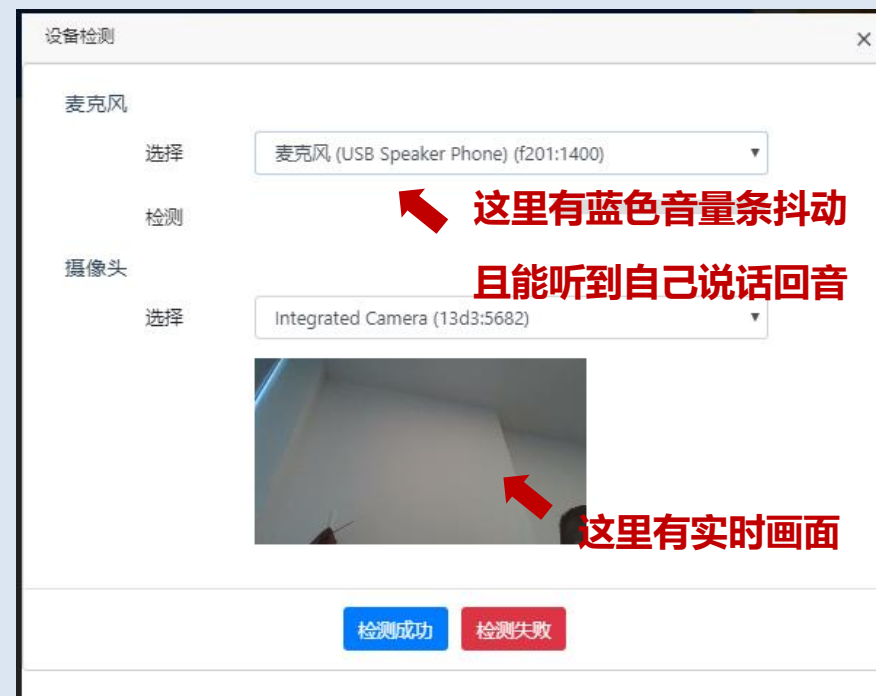 设备检测
×
麦克风
选择
麦克风 (USB Speaker Phone) (f201:1400)
这里有蓝色音量条抖动
检测
摄像头
且能听到自己说话回音
选择
Integrated Camera (13d3:5682)
这里有实时画面
检测成功
检测失败